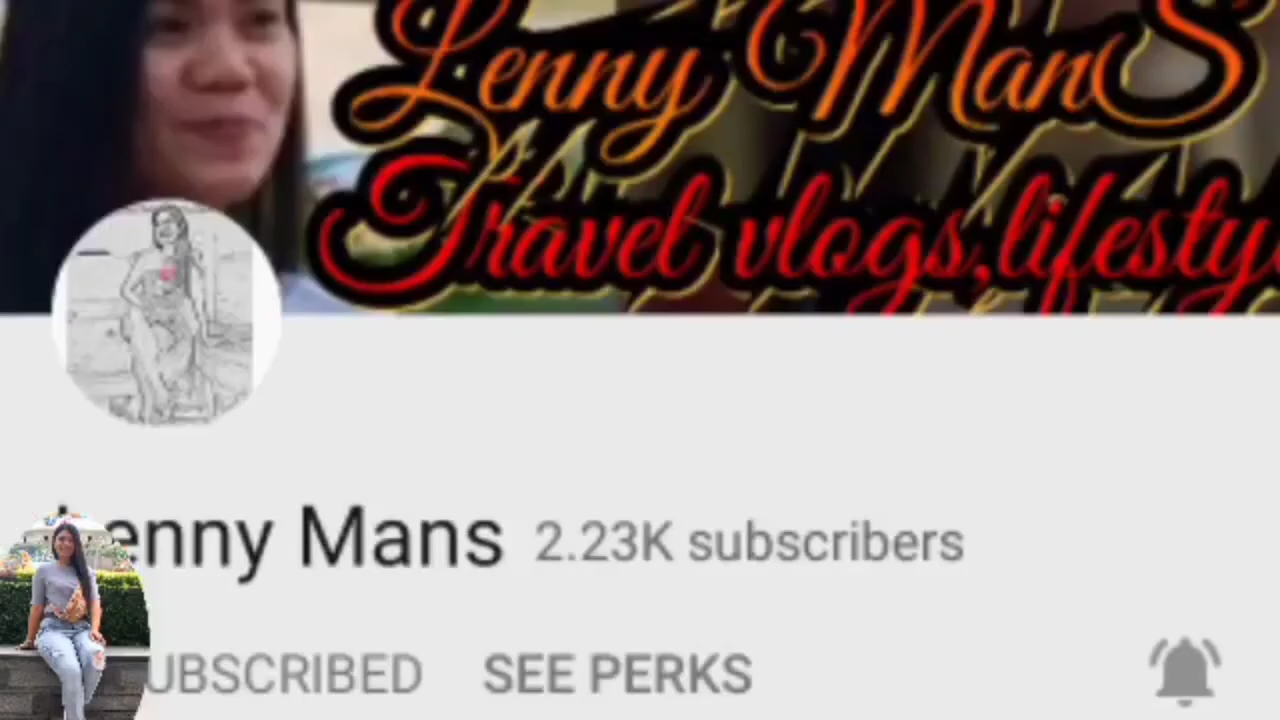 Lenny ManS
Travel vlogs,lifesty
enny Mans 2.23K subscribers
UBSCRIBED SEE PERKS